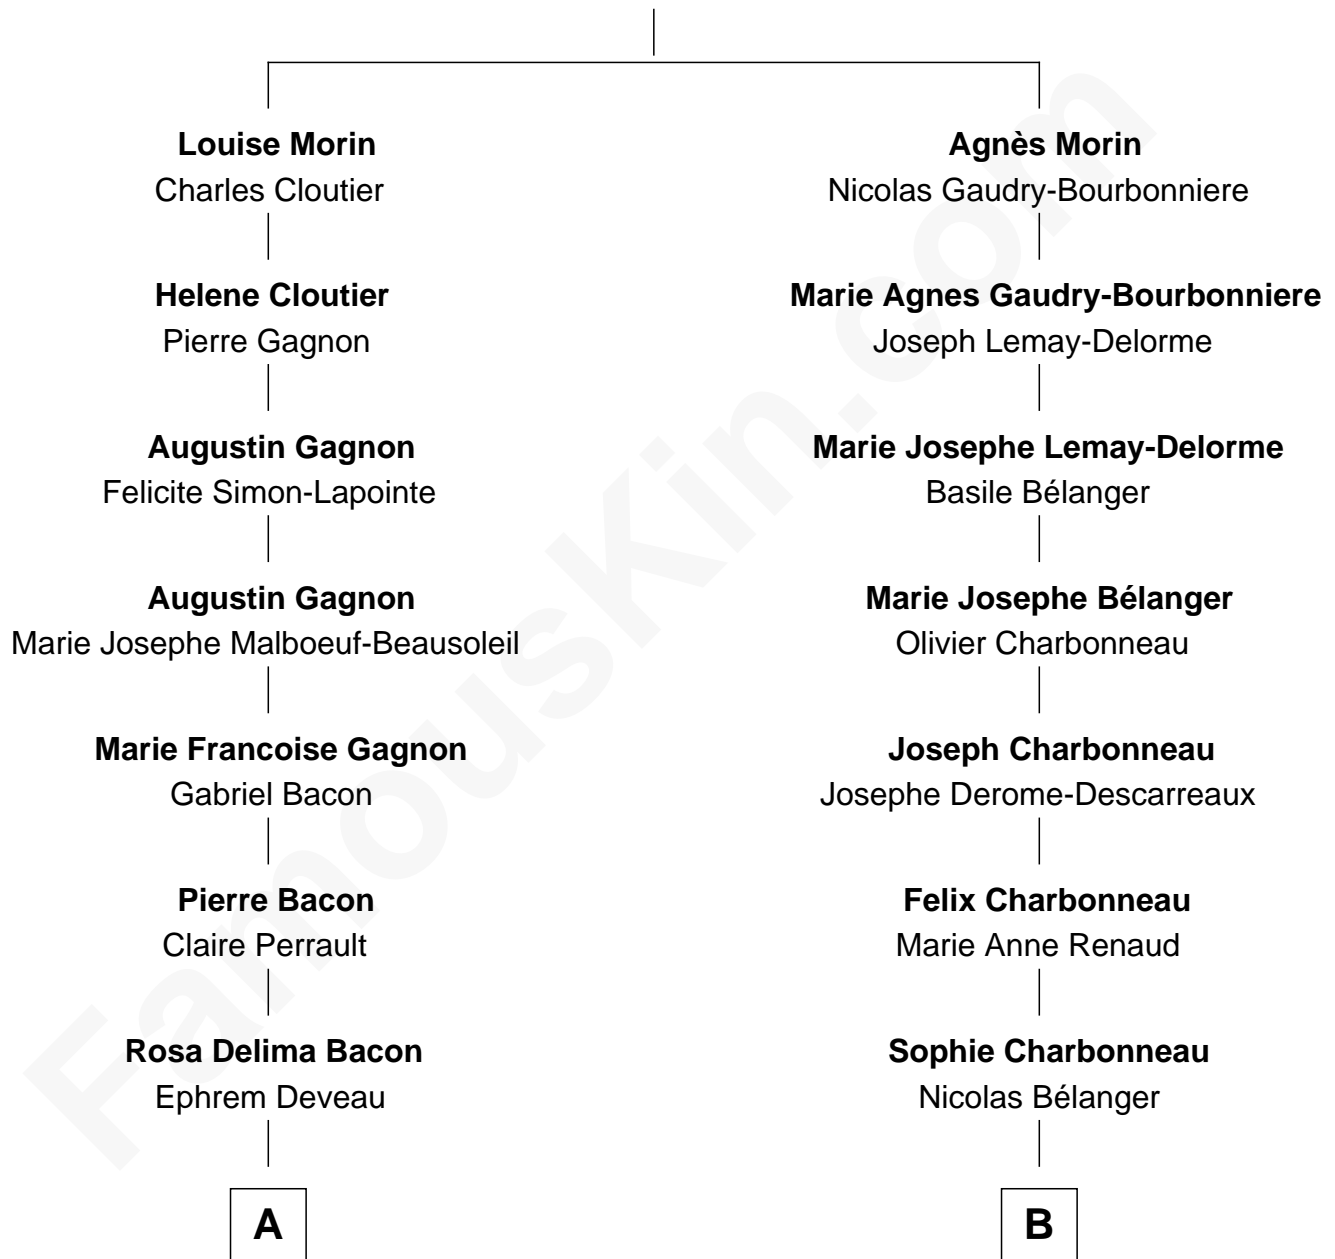 Louise Morin
Charles Cloutier
Helene Cloutier
Pierre Gagnon
Augustin Gagnon
Felicite Simon-Lapointe
Augustin Gagnon
Marie Josephe Malboeuf-Beausoleil
Marie Francoise Gagnon
Gabriel Bacon
Pierre Bacon
Claire Perrault
Rosa Delima Bacon
Ephrem Deveau
A
Agnès Morin
Nicolas Gaudry-Bourbonniere
Marie Agnes Gaudry-Bourbonniere
Joseph Lemay-Delorme
Marie Josephe Lemay-Delorme
Basile Bélanger
Marie Josephe Bélanger
Olivier Charbonneau
Joseph Charbonneau
Josephe Derome-Descarreaux
Felix Charbonneau
Marie Anne Renaud
Sophie Charbonneau
Nicolas Bélanger
B
FamousKin.com